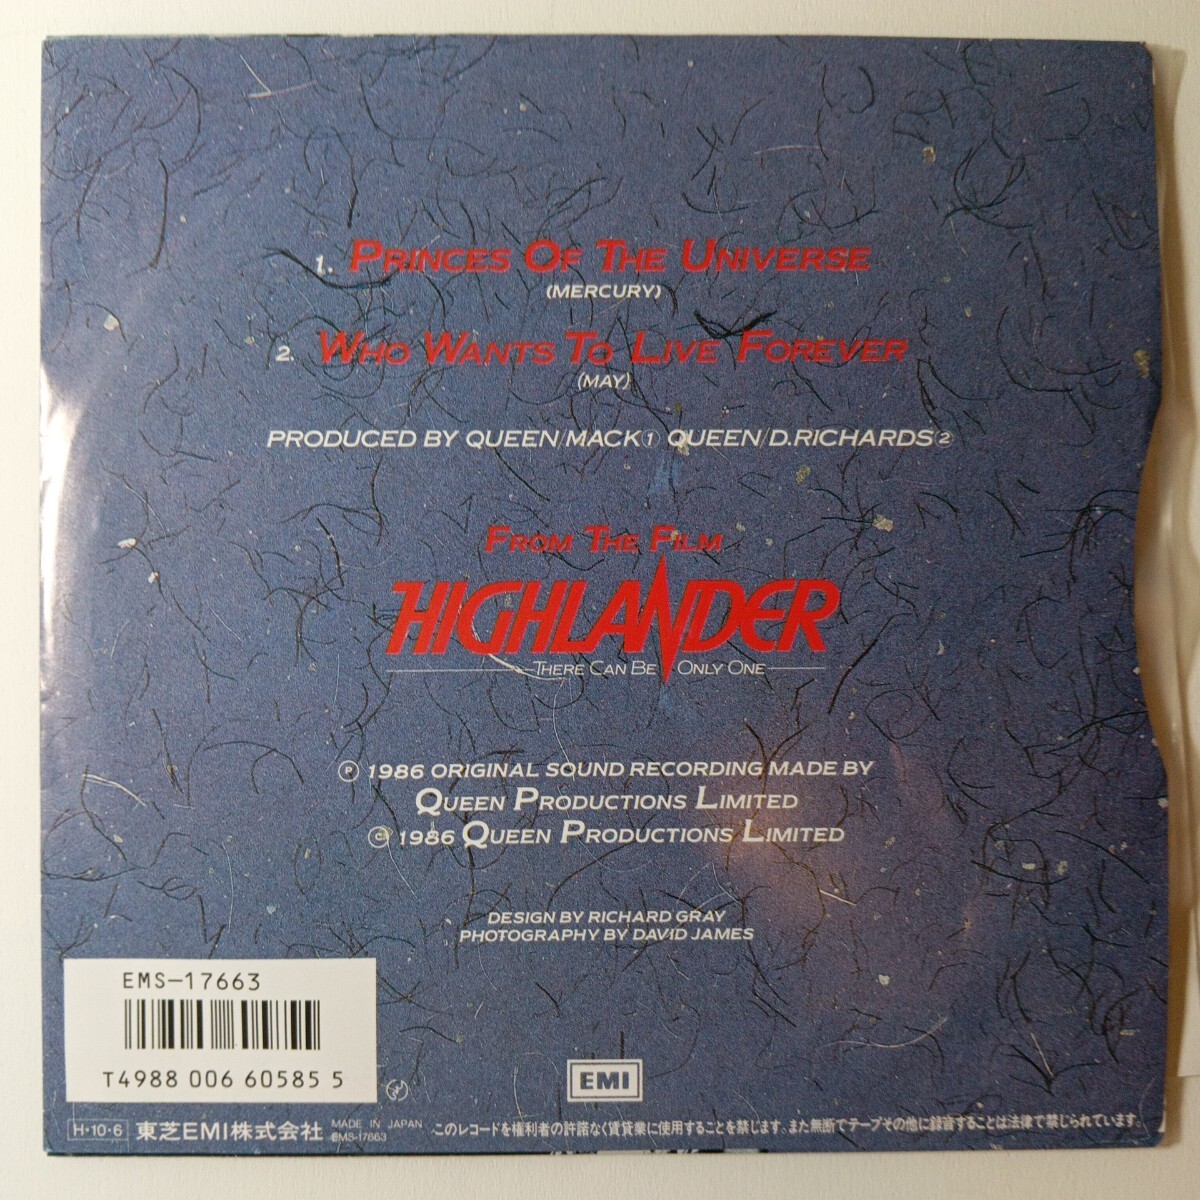 1. PRINCES OF THE UNIVERSE
(MERCURY)
2. WHO WANTS TO LIVE FOREVER
(MAY)
PRODUCED BY QUEEN/MACK① QUEEN/D.RICHARDS②
FROM THE FILM
HIGHLANDER
THERE CAN BE ONLY ONE
Ⓟ 1986 ORIGINAL SOUND RECORDING MADE BY
QUEEN PRODUCTIONS LIMITED
© 1986 QUEEN PRODUCTIONS LIMITED
DESIGN BY RICHARD GRAY
PHOTOGRAPHY BY DAVID JAMES
EMS-17663
T4988 006 60585 5
EMI
H·10·6 東芝EMI株式会社 MADE IN JAPAN
EMS-17663
このレコードを権利者の許諾なく賃貸業に使用することを禁じます。また無断でテープその他に録音することは法律で禁じられています。